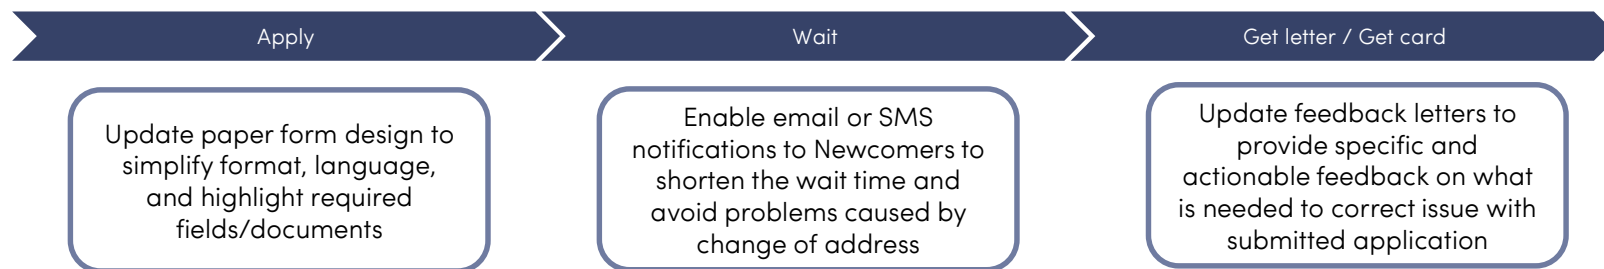 Apply
Wait
Get letter / Get card
Update paper form design to
simplify format, language,
and highlight required
fields/documents
Enable email or SMS
notifications to Newcomers to
shorten the wait time and
avoid problems caused by
change of address
Update feedback letters to
provide specific and
actionable feedback on what
is needed to correct issue with
submitted application